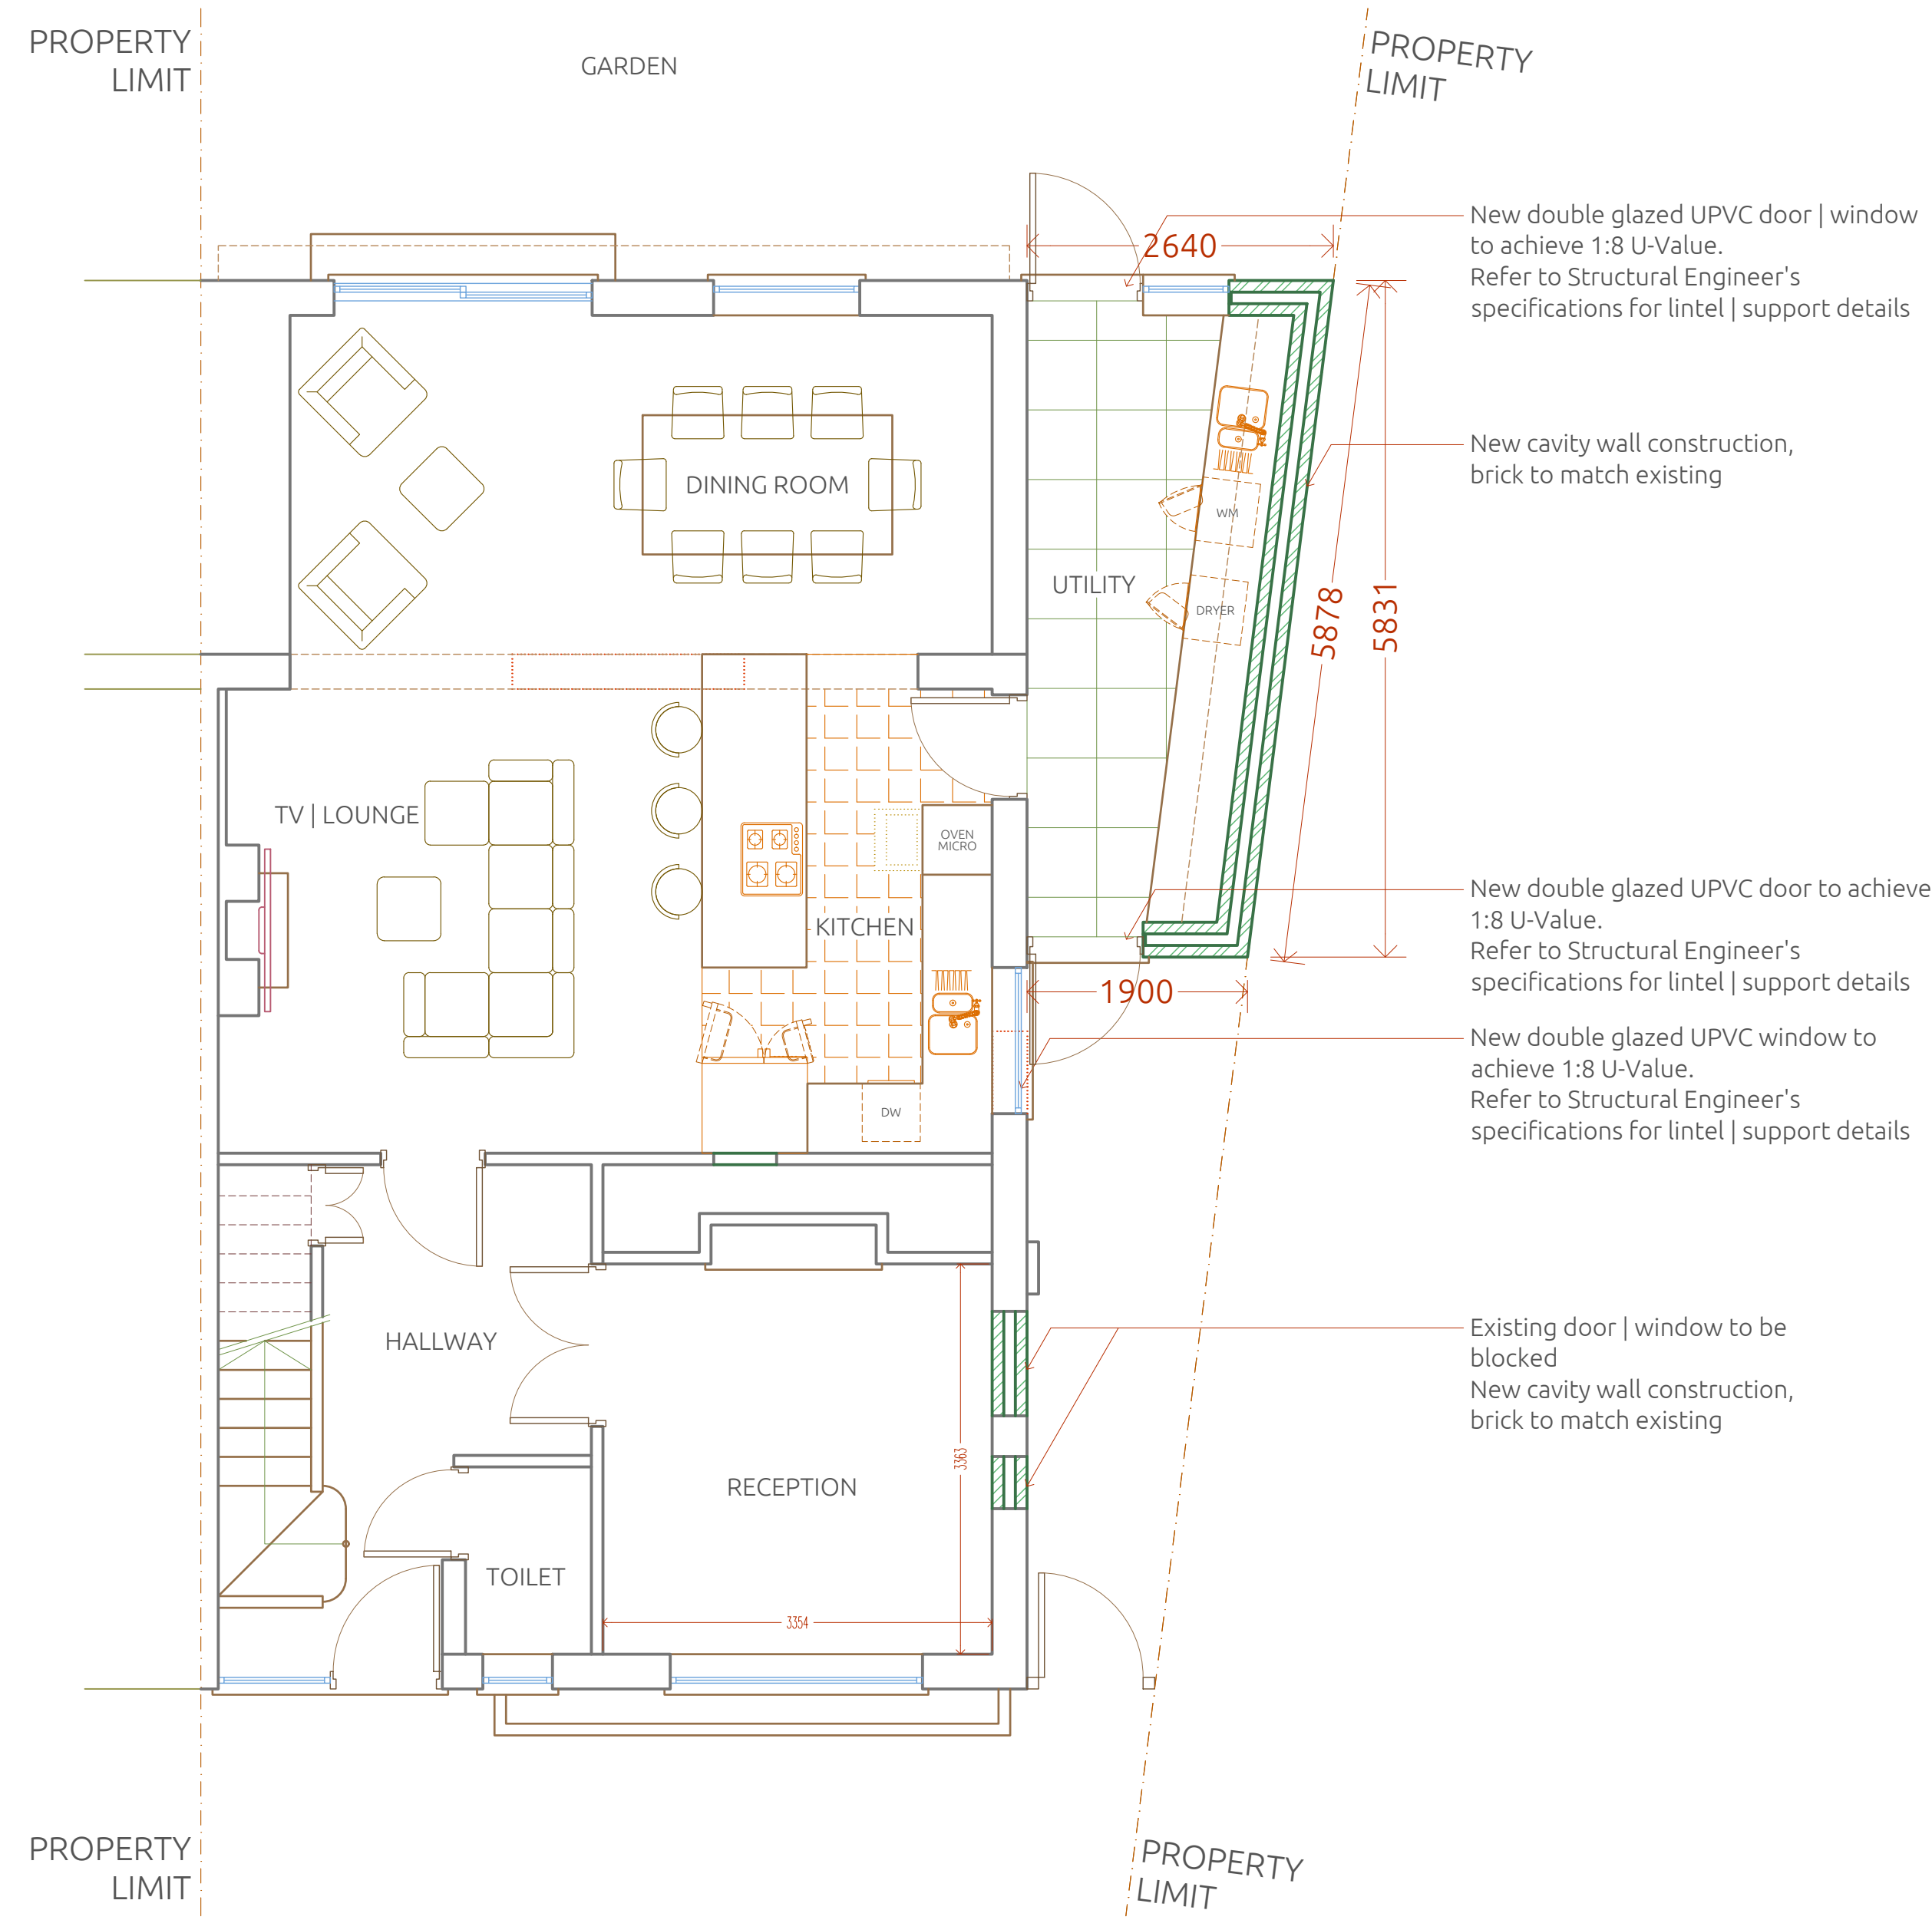 PROPERTY
LIMIT
GARDEN
PROPERTY
LIMIT
New double glazed UPVC door | window
to achieve 1:8 U-Value.
Refer to Structural Engineer's
specifications for lintel | support details
2640
New cavity wall construction,
brick to match existing
DINING ROOM
WM
UTILITY
DRYER
5878
5831
TV | LOUNGE
OVEN
MICRO
KITCHEN
New double glazed UPVC door to achieve
1:8 U-Value.
Refer to Structural Engineer's
specifications for lintel | support details
1900
New double glazed UPVC window to
achieve 1:8 U-Value.
Refer to Structural Engineer's
specifications for lintel | support details
DW
HALLWAY
Existing door | window to be
blocked
New cavity wall construction,
brick to match existing
3363
RECEPTION
TOILET
3354
PROPERTY
LIMIT
PROPERTY
LIMIT